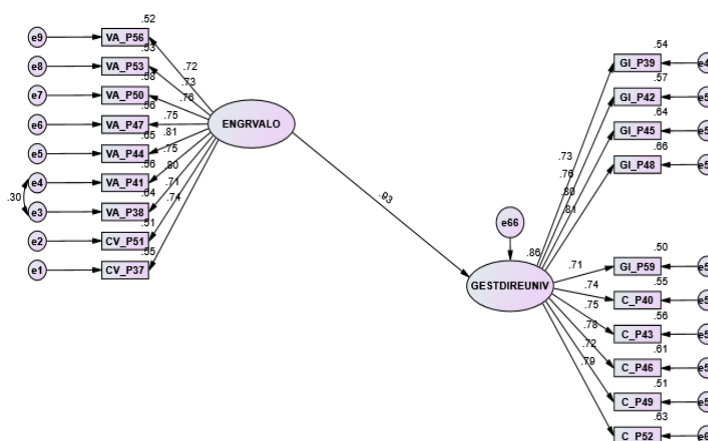 .52
e9 VA_P56
.53
e8 VA_P53
.58
e7 VA_P50
.56
e6 VA_P47
.65
e5 VA_P44
.56
e4 VA_P41
.64
e3 VA_P38
.51
e2 CV_P51
.55
e1 CV_P37
.30
.72
.73
.76
.75
.81
.75
.80
.71
.74
ENGRVALO
.93
e66
.86
GESTDIREUNIV
.73
.76
.80
.81
.71
.74
.75
.78
.72
.79
.54
GI_P39
.57
GI_P42
.64
GI_P45
.66
GI_P48
.50
GI_P59
.55
C_P40
.56
C_P43
.61
C_P46
.51
C_P49
.63
C_P52